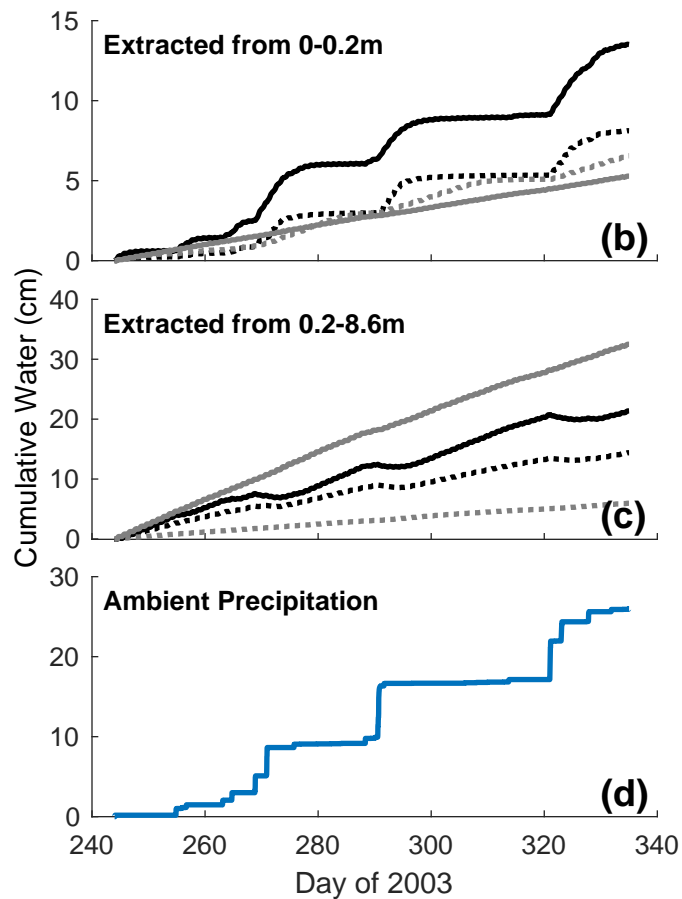 15
Extracted from 0-0.2m
10
5
(b)
0
40
Extracted from 0.2-8.6m
30
20
10
(c)
0
Cumulative Water (cm)
30
Ambient Precipitation
20
10
(d)
0
240 260 280 300 320 340
Day of 2003